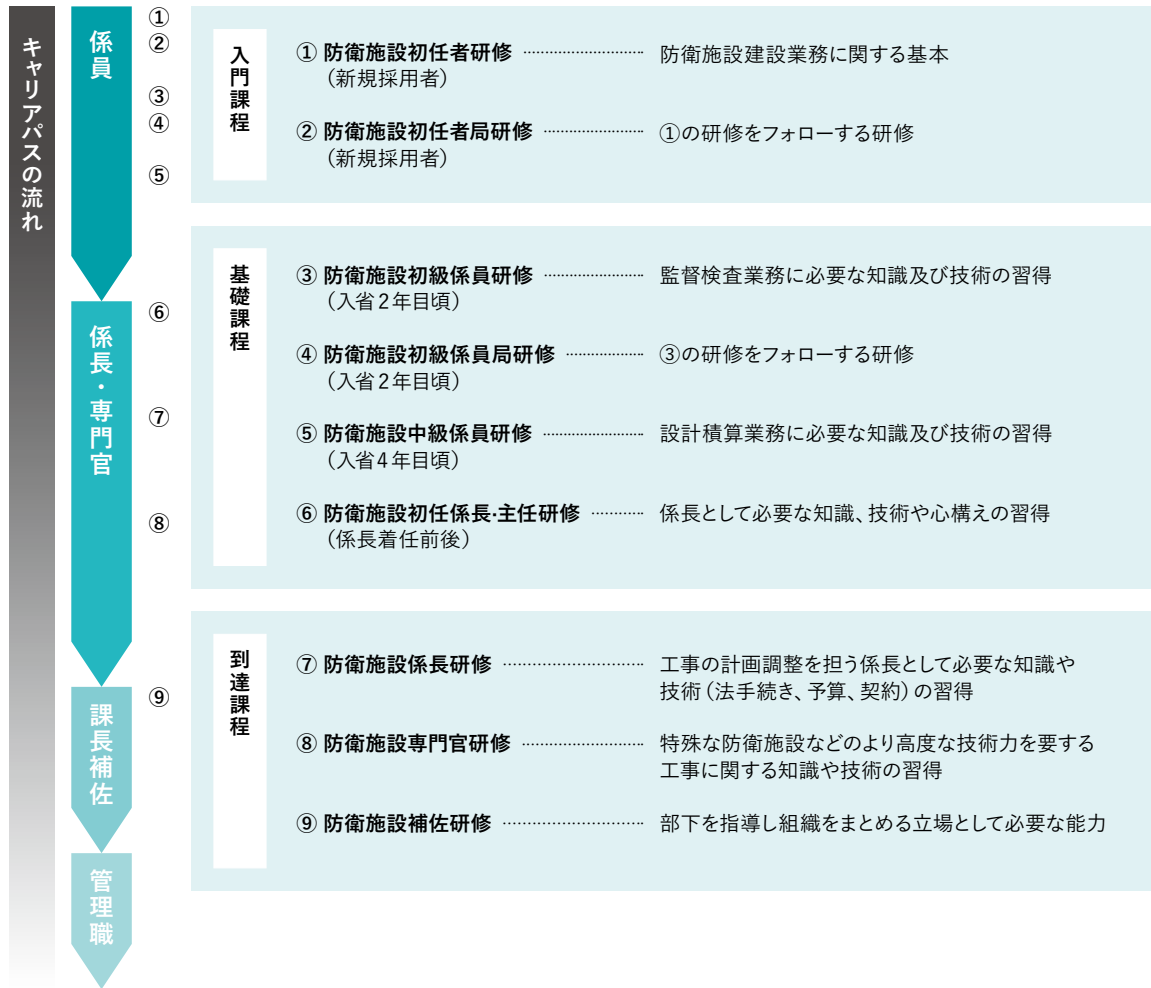 キャリアパスの流れ
係員
係長・専門官
課長補佐
管理職
①
②
③
④
⑤
⑥
⑦
⑧
⑨
入門課程
① 防衛施設初任者研修 ………… 防衛施設建設業務に関する基本
（新規採用者）
② 防衛施設初任者局研修 ………… ①の研修をフォローする研修
（新規採用者）
基礎課程
③ 防衛施設初級係員研修 ………… 監督検査業務に必要な知識及び技術の習得
（入省2年目頃）
④ 防衛施設初級係員局研修 ………… ③の研修をフォローする研修
（入省2年目頃）
⑤ 防衛施設中級係員研修 ………… 設計積算業務に必要な知識及び技術の習得
（入省4年目頃）
⑥ 防衛施設初任係長・主任研修 ………… 係長として必要な知識、技術や心構えの習得
（係長着任前後）
到達課程
⑦ 防衛施設係長研修 ………… 工事の計画調整を担う係長として必要な知識や
技術（法手続き、予算、契約）の習得
⑧ 防衛施設専門官研修 ………… 特殊な防衛施設などのより高度な技術力を要する
工事に関する知識や技術の習得
⑨ 防衛施設補佐研修 ………… 部下を指導し組織をまとめる立場として必要な能力